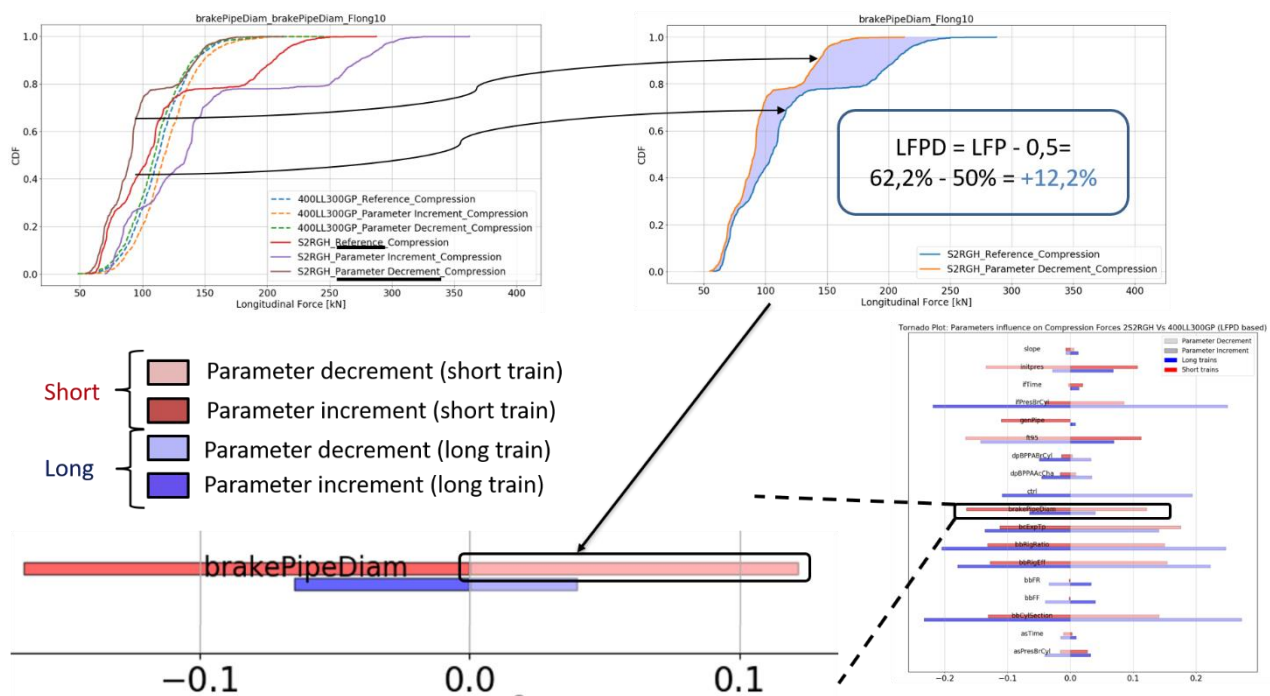 brakePipeDiam_brakePipeDiam_Flong10
1.0
0.8
0.6
0.4
0.2
0.0
CDF
400LL300GP_Reference_Compression
400LL300GP_Parameter Increment_Compression
400LL300GP_Parameter Decrement_Compression
S2RGH_Reference_Compression
S2RGH_Parameter Increment_Compression
S2RGH_Parameter Decrement_Compression
50 100 150 200 250 300 350 400
Longitudinal Force [kN]
brakePipeDiam_Flong10
1.0
0.8
0.6
0.4
0.2
0.0
CDF
LFPD = LFP - 0,5=
62,2% - 50% = +12,2%
S2RGH_Reference_Compression
S2RGH_Parameter Decrement_Compression
50 100 150 200 250 300 350 400
Longitudinal Force [kN]
Short
Parameter decrement (short train)
Parameter increment (short train)
Long
Parameter decrement (long train)
Parameter increment (long train)
brakePipeDiam
−0.1 0.0 0.1
Tornado Plot: Parameters influence on Compression Forces 2S2RGH Vs 400LL300GP (LFPD based)
Parameter Decrement
Parameter Increment
Long trains
Short trains
slope
initpres
ifTime
ifPresBrCyl
genPipe
dpBPPABrCyl
dpBPPAAcCha
ctrl
brakePipeDiam
bcExpTp
bbRigRatio
bbRigEff
bbFR
bbFF
bbCylSection
asTime
asPresBrCyl
−0.2 −0.1 0.0 0.1 0.2 0.3